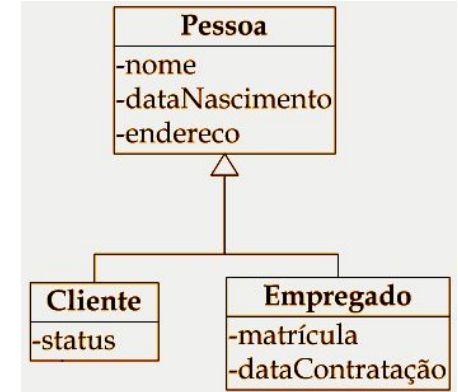 Pessoa
-nome
-dataNascimento
-endereco
Cliente
-status
Empregado
-matrícula
-dataContratação